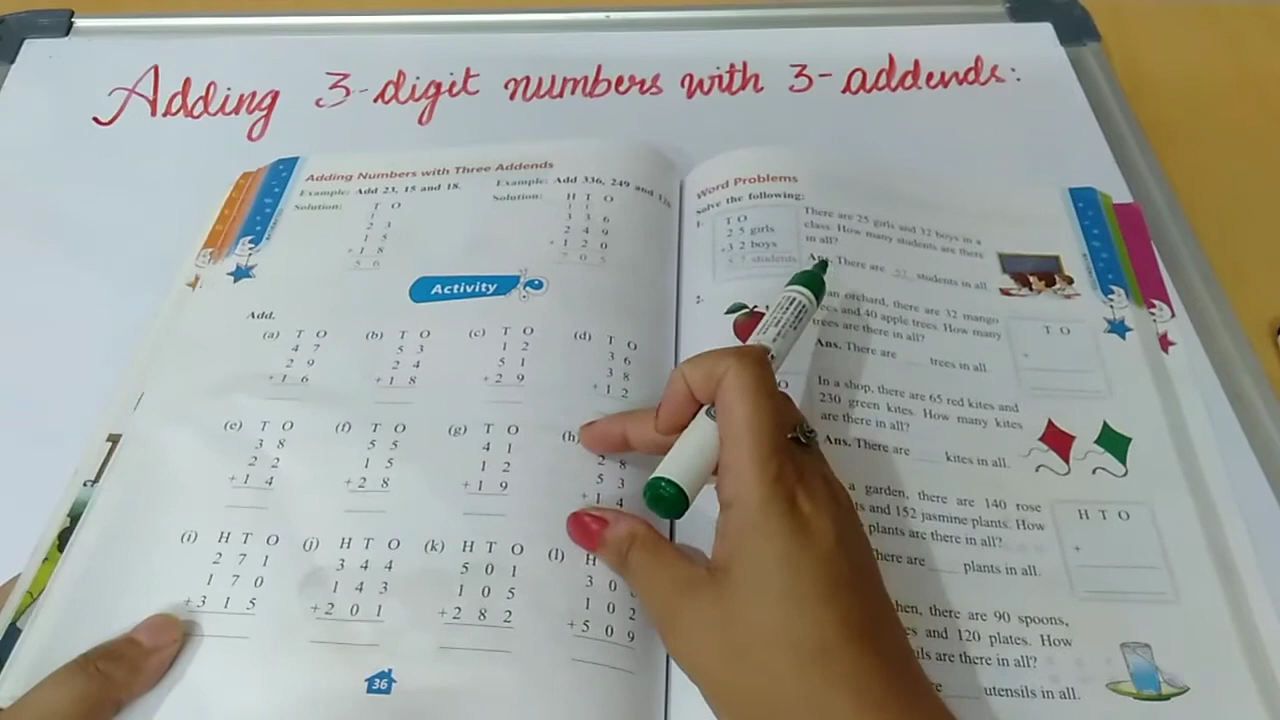 Adding 3-digit numbers with 3-addends:
Adding Numbers with Three Addends
Example: Add 23, 15 and 18.
Solution:
T O
1
2 3
1 5
+ 1 8
5 6
Example: Add 336, 249 and
Solution:
H T O
1 1
3 3 6
2 4 9
+ 1 2 0
7 0 5
Activity
Add.
(a) T O
4 7
2 9
+ 1 6
(b) T O
5 3
2 4
+ 1 8
(c) T O
1 2
5 1
+ 2 9
(d) T O
3 6
3 8
+ 1 2
(e) T O
3 8
2 2
+ 1 4
(f) T O
5 5
1 5
+ 2 8
(g) T O
4 1
1 2
+ 1 9
(h)
2 8
5 3
+ 1 4
(i) H T O
2 7 1
1 7 0
+ 3 1 5
(j) H T O
3 4 4
1 4 3
+ 2 0 1
(k) H T O
5 0 1
1 0 5
+ 2 8 2
(l) H
3 0
1 0 2
+ 5 0 9
36
Word Problems
Solve the following:
1.
T O
2 5 girls
+ 3 2 boys
5 7 students
There are 25 girls and 32 boys in a
class. How many students are there
in all?
Ans. There are 57 students in all.
2.
an orchard, there are 32 mango
and 40 apple trees. How many
trees are there in all?
Ans. There are ____ trees in all.
T O
+
O
In a shop, there are 65 red kites and
230 green kites. How many kites
are there in all?
Ans. There are ____ kites in all.
a garden, there are 140 rose
and 152 jasmine plants. How
plants are there in all?
here are ____ plants in all.
H T O
+
there are 90 spoons,
and 120 plates. How
are there in all?
____ utensils in all.